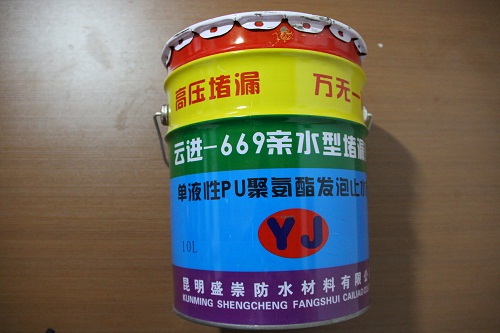 高压堵漏 万无一
云进-669亲水型堵漏
单液性PU聚氨酯发泡止水
YJ
10L
昆明盛崇防水材料有限公
KUNMING SHENGCHENG FANGSHUI CAILIAO